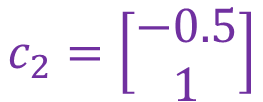 c₂ = [−0.5
1]